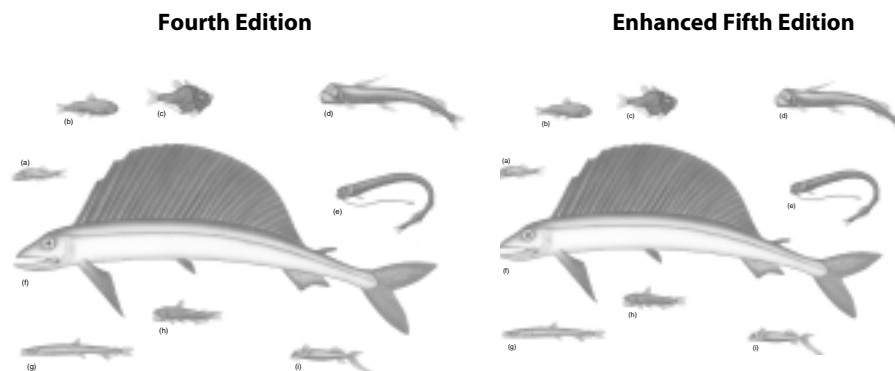 Fourth Edition
Enhanced Fifth Edition
(b)
(c)
(d)
(a)
(e)
(f)
(h)
(g)
(i)
(b)
(c)
(d)
(a)
(e)
(f)
(h)
(g)
(i)